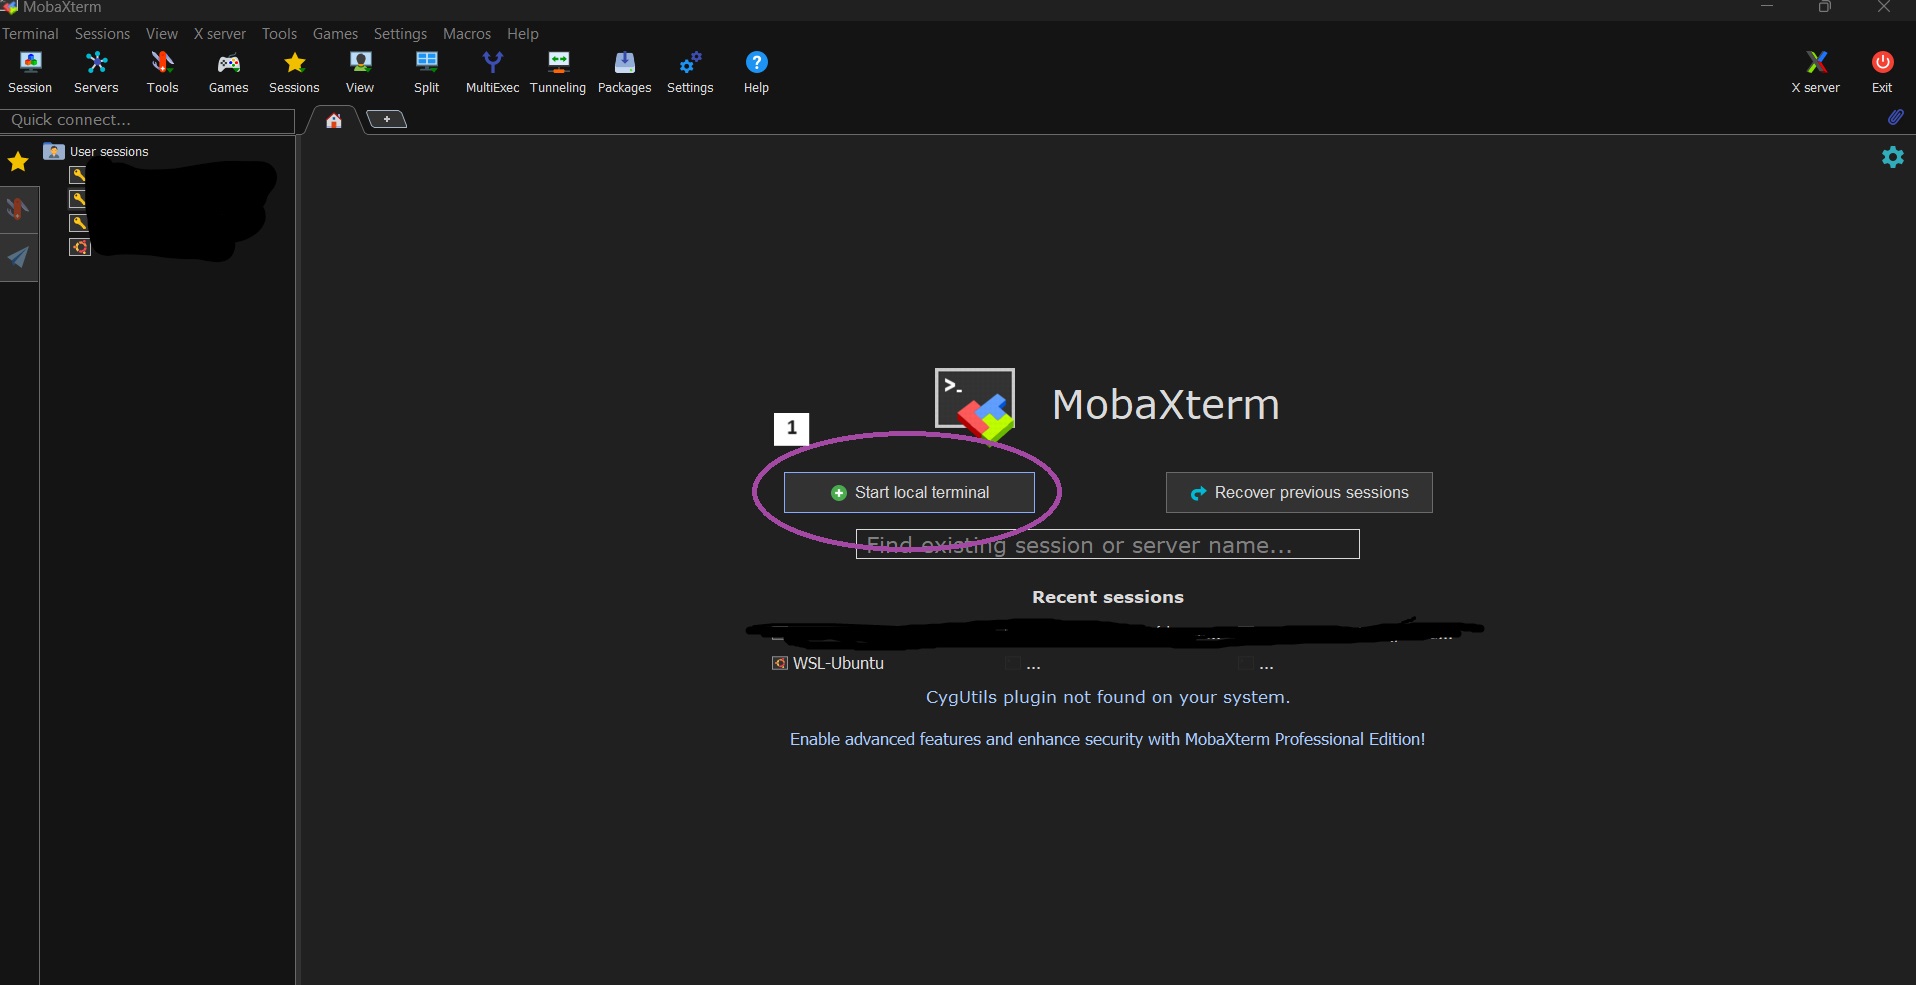 MobaXterm
Terminal Sessions View X server Tools Games Settings Macros Help
Session Servers Tools Games Sessions View Split MultiExec Tunneling Packages Settings Help X server Exit
Quick connect...
User sessions
>_
MobaXterm
1
Start local terminal
Recover previous sessions
Find existing session or server name...
Recent sessions
WSL-Ubuntu ... ...
CygUtils plugin not found on your system.
Enable advanced features and enhance security with MobaXterm Professional Edition!